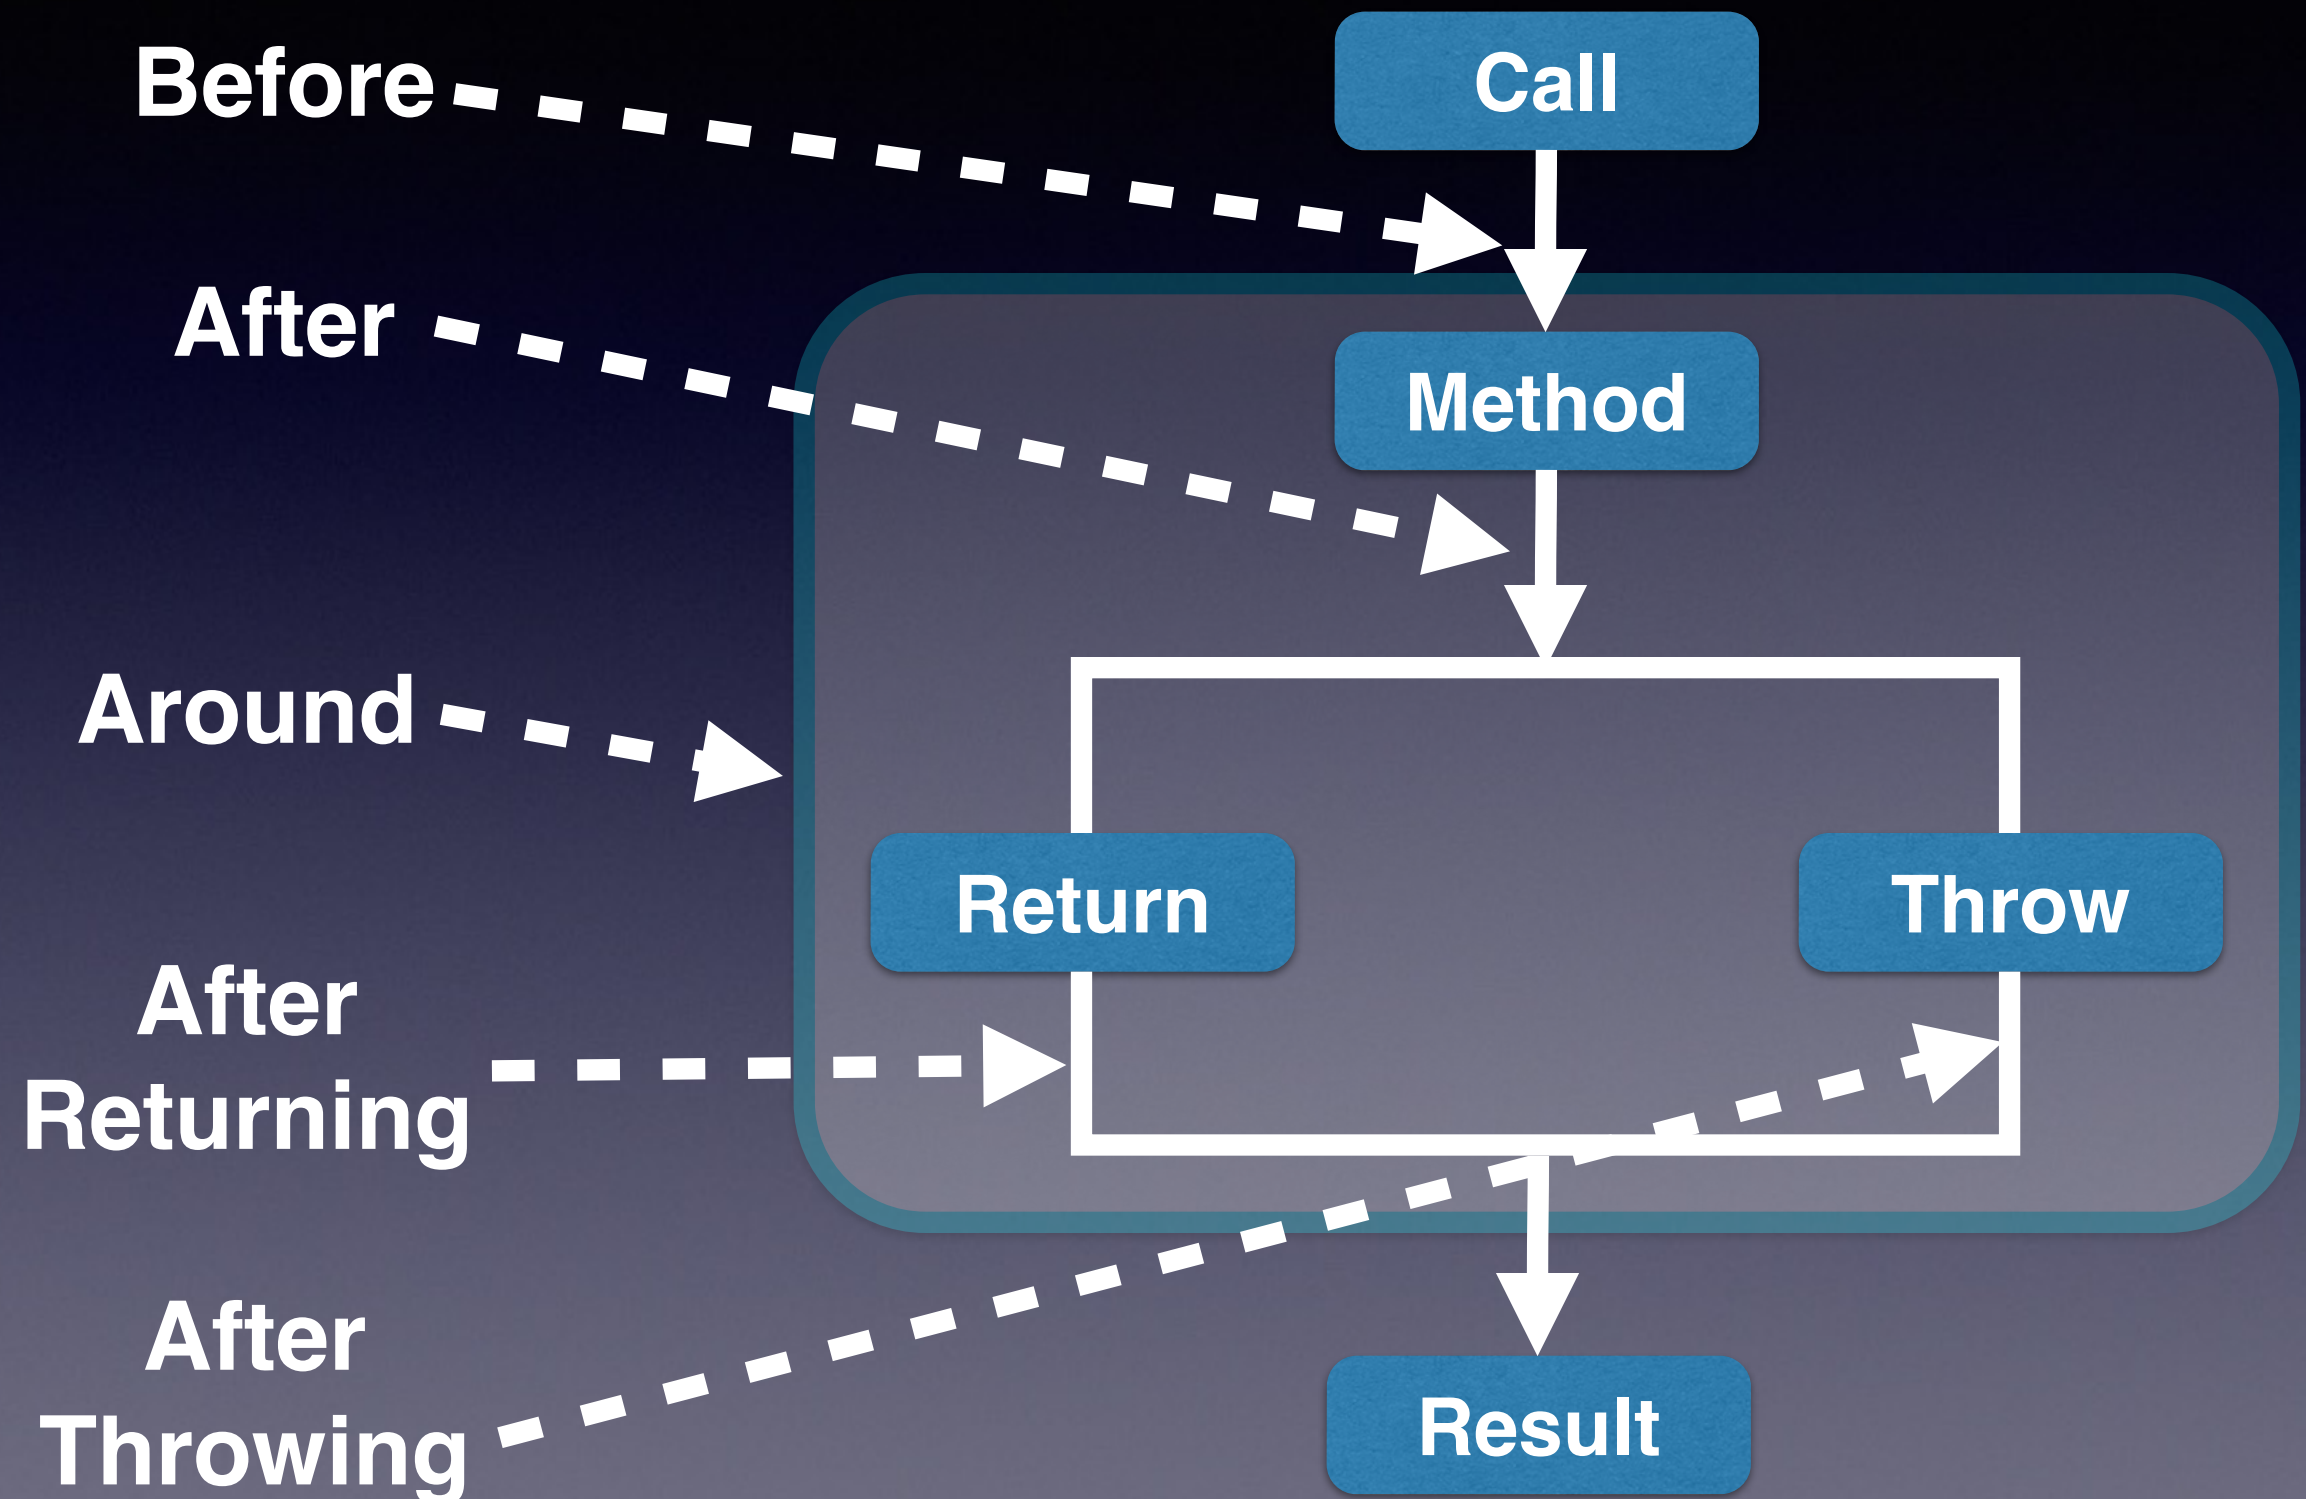 Before
Call
After
Method
Around
Return
Throw
After
Returning
After
Throwing
Result